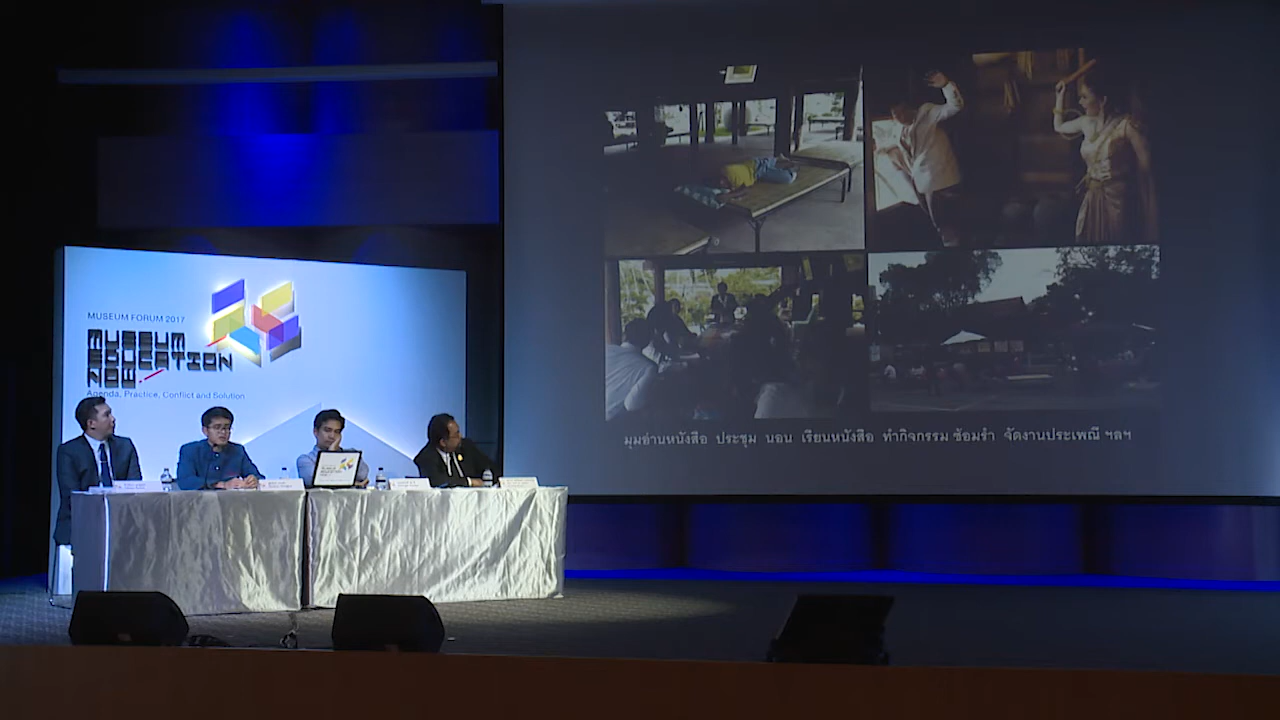 MUSEUM FORUM 2017
MUSEUM
EDUCATION
NOW
Agenda, Practice, Conflict and Solution
มุมอ่านหนังสือ ประชุม นอน เรียนหนังสือ ทำกิจกรรม ซ้อมรำ จัดงานประเพณี ฯลฯ